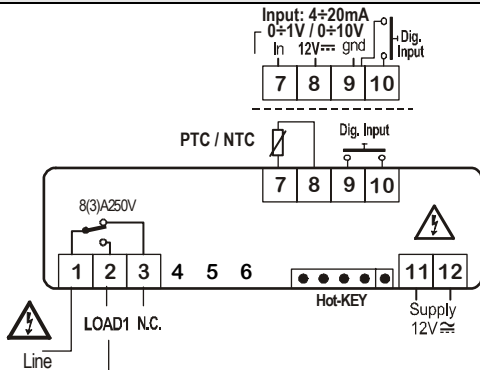 Input: 4÷20mA
0÷1V / 0÷10V
In 12V gnd
Dig.
Input
7 8 9 10
PTC / NTC
Dig. Input
7 8 9 10
8(3)A250V
1 2 3 4 5 6
11 12
Hot-KEY
LOAD1 N.C.
Supply
12V
Line